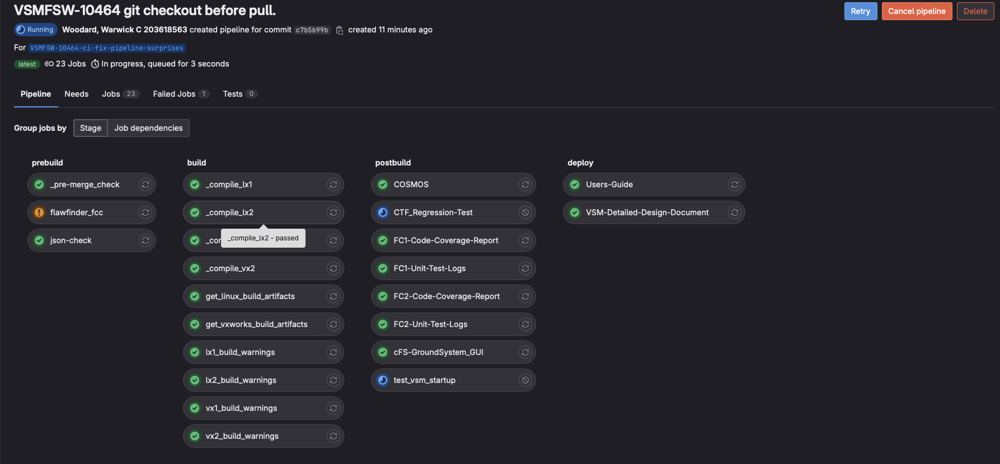 VSMFSW-10464 git checkout before pull.
Retry
Cancel pipeline
Delete
Running Woodard, Warwick C 203618563 created pipeline for commit c7b5b99b created 11 minutes ago
For VSMFSW-10464-ci-fix-pipeline-surprises
latest 23 Jobs In progress, queued for 3 seconds
Pipeline Needs Jobs 23 Failed Jobs 1 Tests 0
Group jobs by Stage Job dependencies
prebuild
_pre-merge_check
flawfinder_fcc
json-check
build
_compile_lx1
_compile_lx2
_compile_lx2 - passed
_compile_vx2
get_linux_build_artifacts
get_vxworks_build_artifacts
lx1_build_warnings
lx2_build_warnings
vx1_build_warnings
vx2_build_warnings
postbuild
COSMOS
CTF_Regression-Test
FC1-Code-Coverage-Report
FC1-Unit-Test-Logs
FC2-Code-Coverage-Report
FC2-Unit-Test-Logs
cFS-GroundSystem_GUI
test_vsm_startup
deploy
Users-Guide
VSM-Detailed-Design-Document